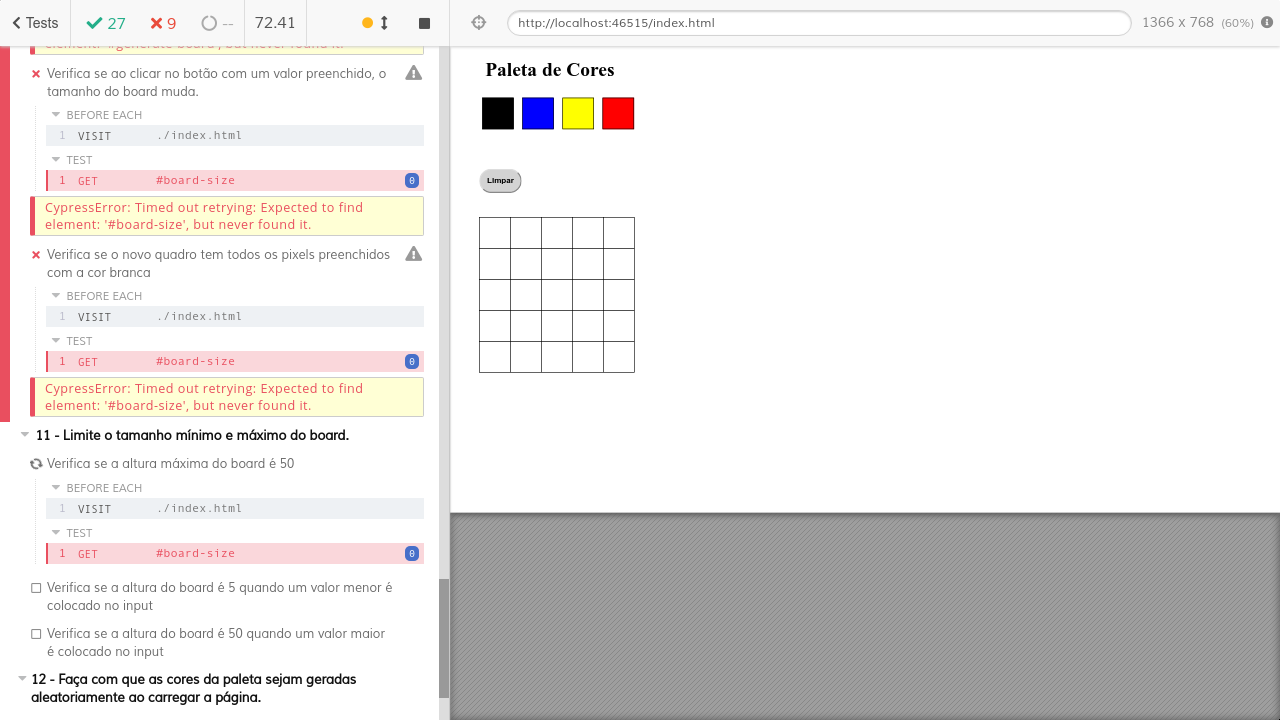 Tests 27 9 -- 72.41 http://localhost:46515/index.html 1366 x 768 (60%)
element: '#generate-board', but never found it.
Verifica se ao clicar no botão com um valor preenchido, o
tamanho do board muda.
BEFORE EACH
1 VISIT ./index.html
TEST
1 GET #board-size 0
CypressError: Timed out retrying: Expected to find
element: '#board-size', but never found it.
Verifica se o novo quadro tem todos os pixels preenchidos
com a cor branca
BEFORE EACH
1 VISIT ./index.html
TEST
1 GET #board-size 0
CypressError: Timed out retrying: Expected to find
element: '#board-size', but never found it.
11 - Limite o tamanho mínimo e máximo do board.
Verifica se a altura máxima do board é 50
BEFORE EACH
1 VISIT ./index.html
TEST
1 GET #board-size 0
Verifica se a altura do board é 5 quando um valor menor é
colocado no input
Verifica se a altura do board é 50 quando um valor maior
é colocado no input
12 - Faça com que as cores da paleta sejam geradas
aleatoriamente ao carregar a página.
Paleta de Cores
Limpar